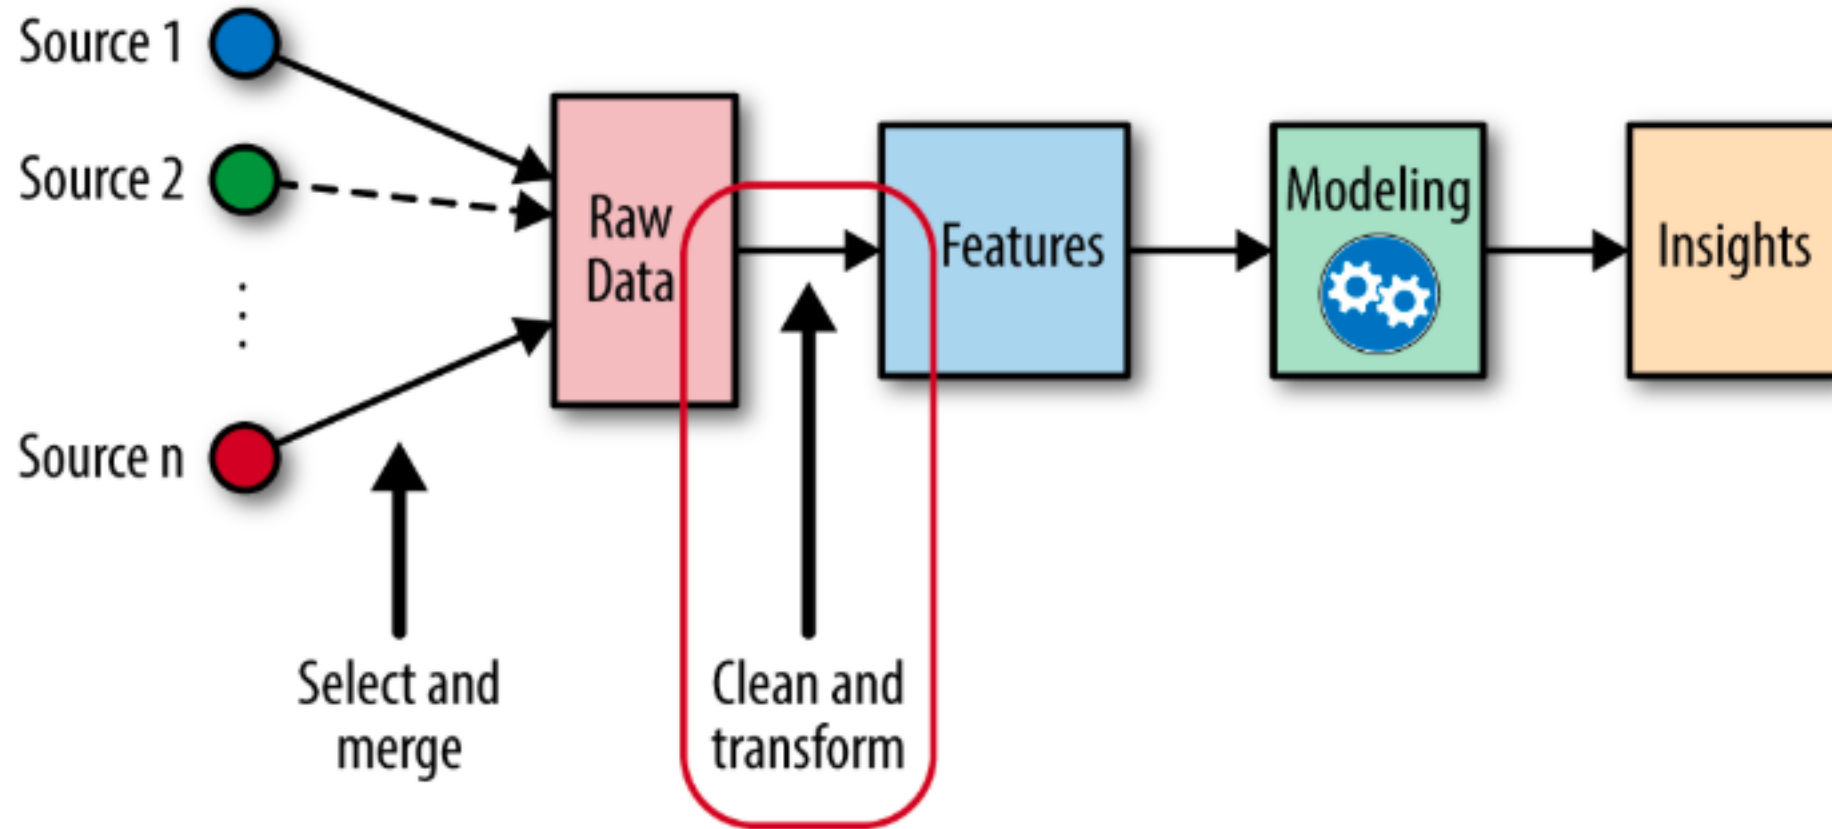 Source 1
Source 2
Source n
Select and
merge
Raw
Data
Clean and
transform
Features
Modeling
Insights